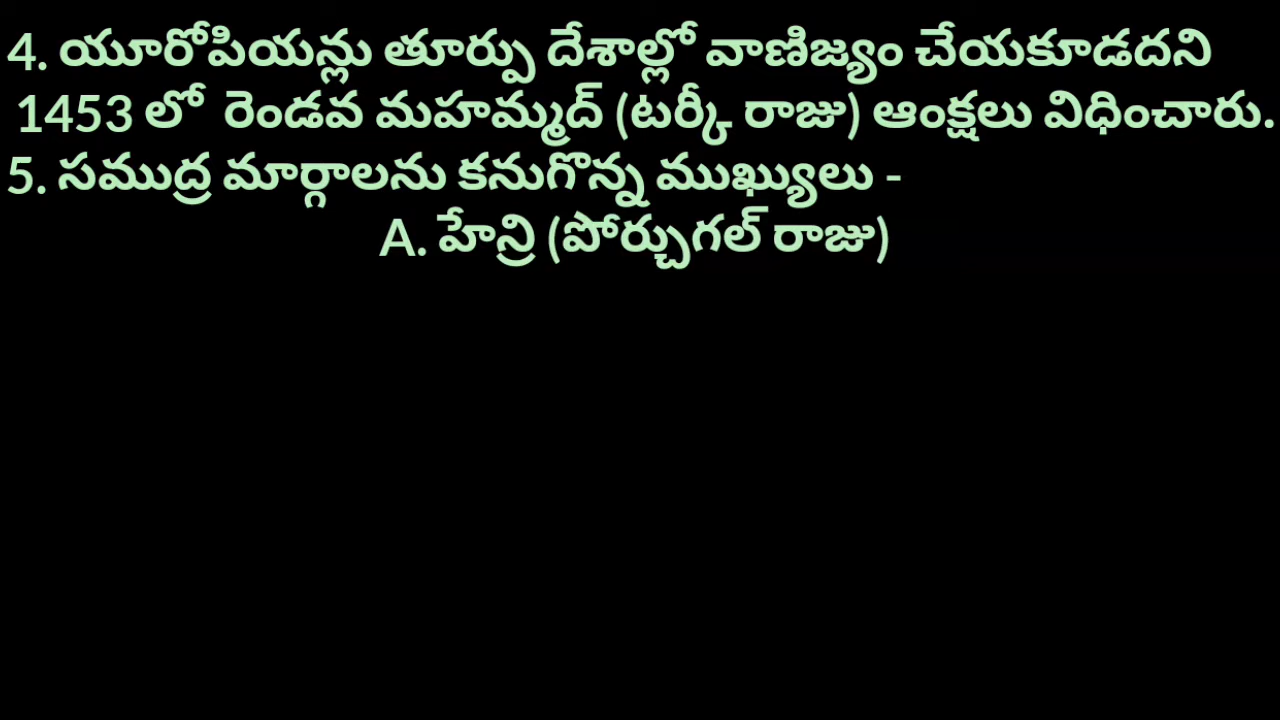 4. యూరోపియన్లు తూర్పు దేశాల్లో వాణిజ్యం చేయకూడదని
1453 లో రెండవ మహమ్మద్ (టర్కీ రాజు) ఆంక్షలు విధించారు.
5. సముద్ర మార్గాలను కనుగొన్న ముఖ్యులు -
A. హేన్రి (పోర్చుగల్ రాజు)